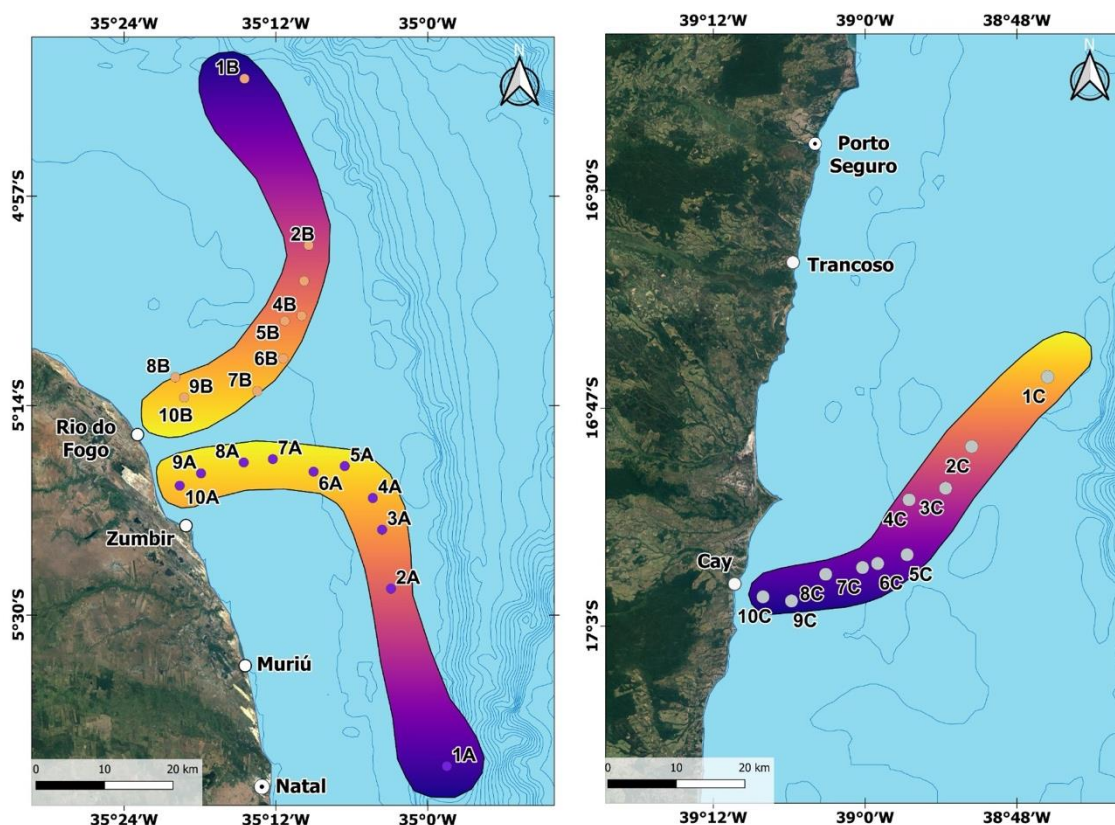 35°24'W 35°12'W 35°0'W
N
1B
4°57'S
2B
4B
5B
6B
8B
7B
9B
10B
5°14'S
Rio do
Fogo
9A 8A 7A 5A
6A
10A 4A
3A
Zumbir
2A
5°30'S
Muriú
1A
0 10 20 km
Natal
35°24'W 35°12'W 35°0'W
39°12'W 39°0'W 38°48'W
N
Porto
Seguro
16°30'S
Trancoso
1C
16°47'S
2C
3C
4C
Cay
5C
6C
7C
8C
10C
9C
17°3'S
0 10 20 km
39°12'W 39°0'W 38°48'W